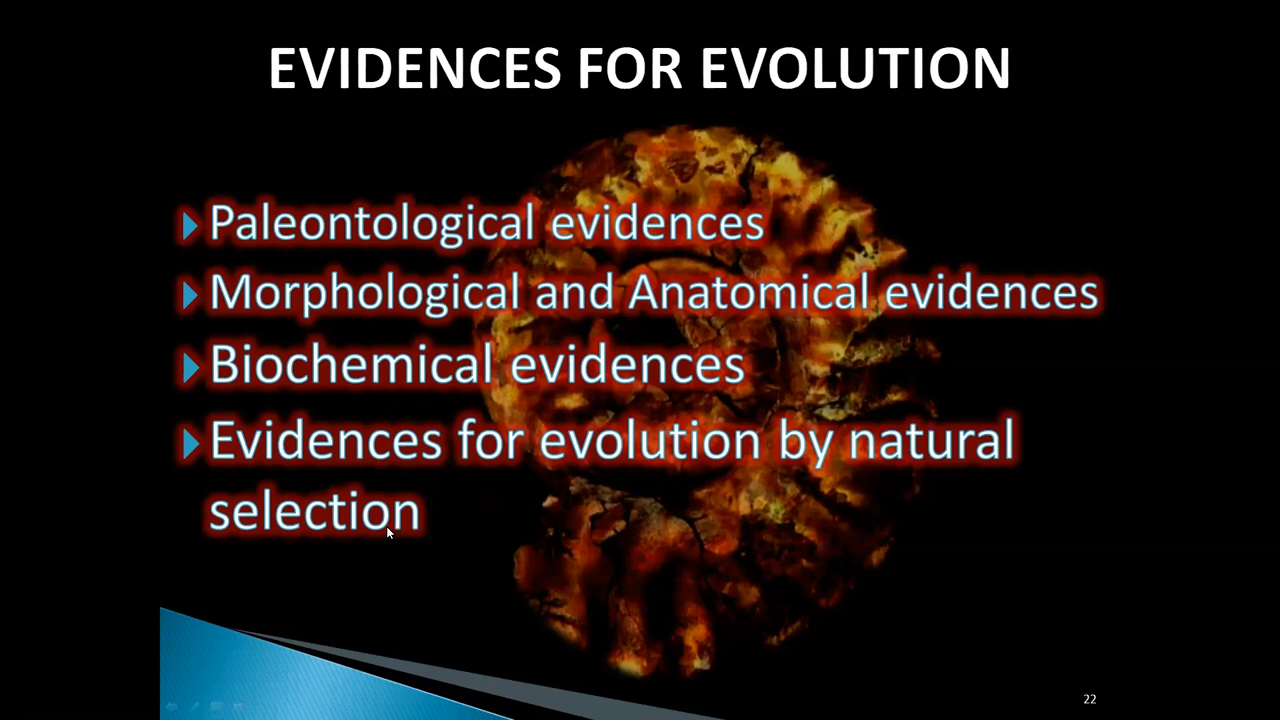 EVIDENCES FOR EVOLUTION
Paleontological evidences
Morphological and Anatomical evidences
Biochemical evidences
Evidences for evolution by natural
selection
22